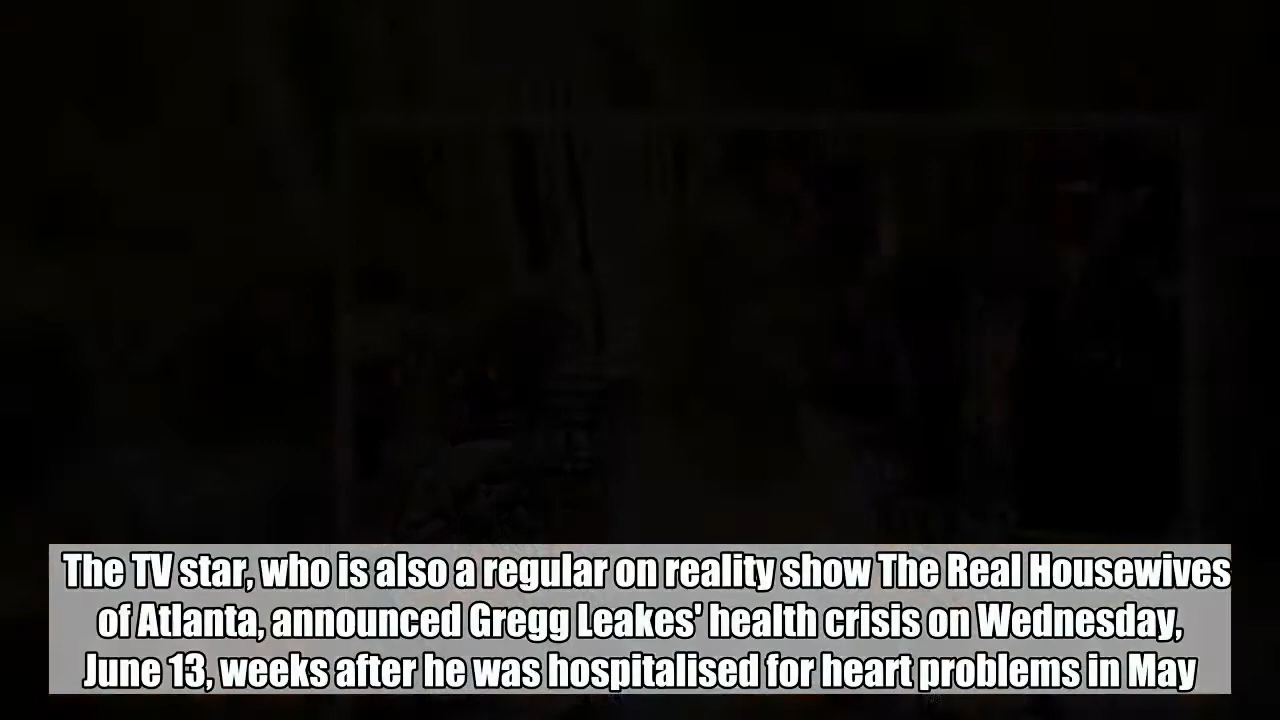 The TV star, who is also a regular on reality show The Real Housewives
of Atlanta, announced Gregg Leakes' health crisis on Wednesday,
June 13, weeks after he was hospitalised for heart problems in May